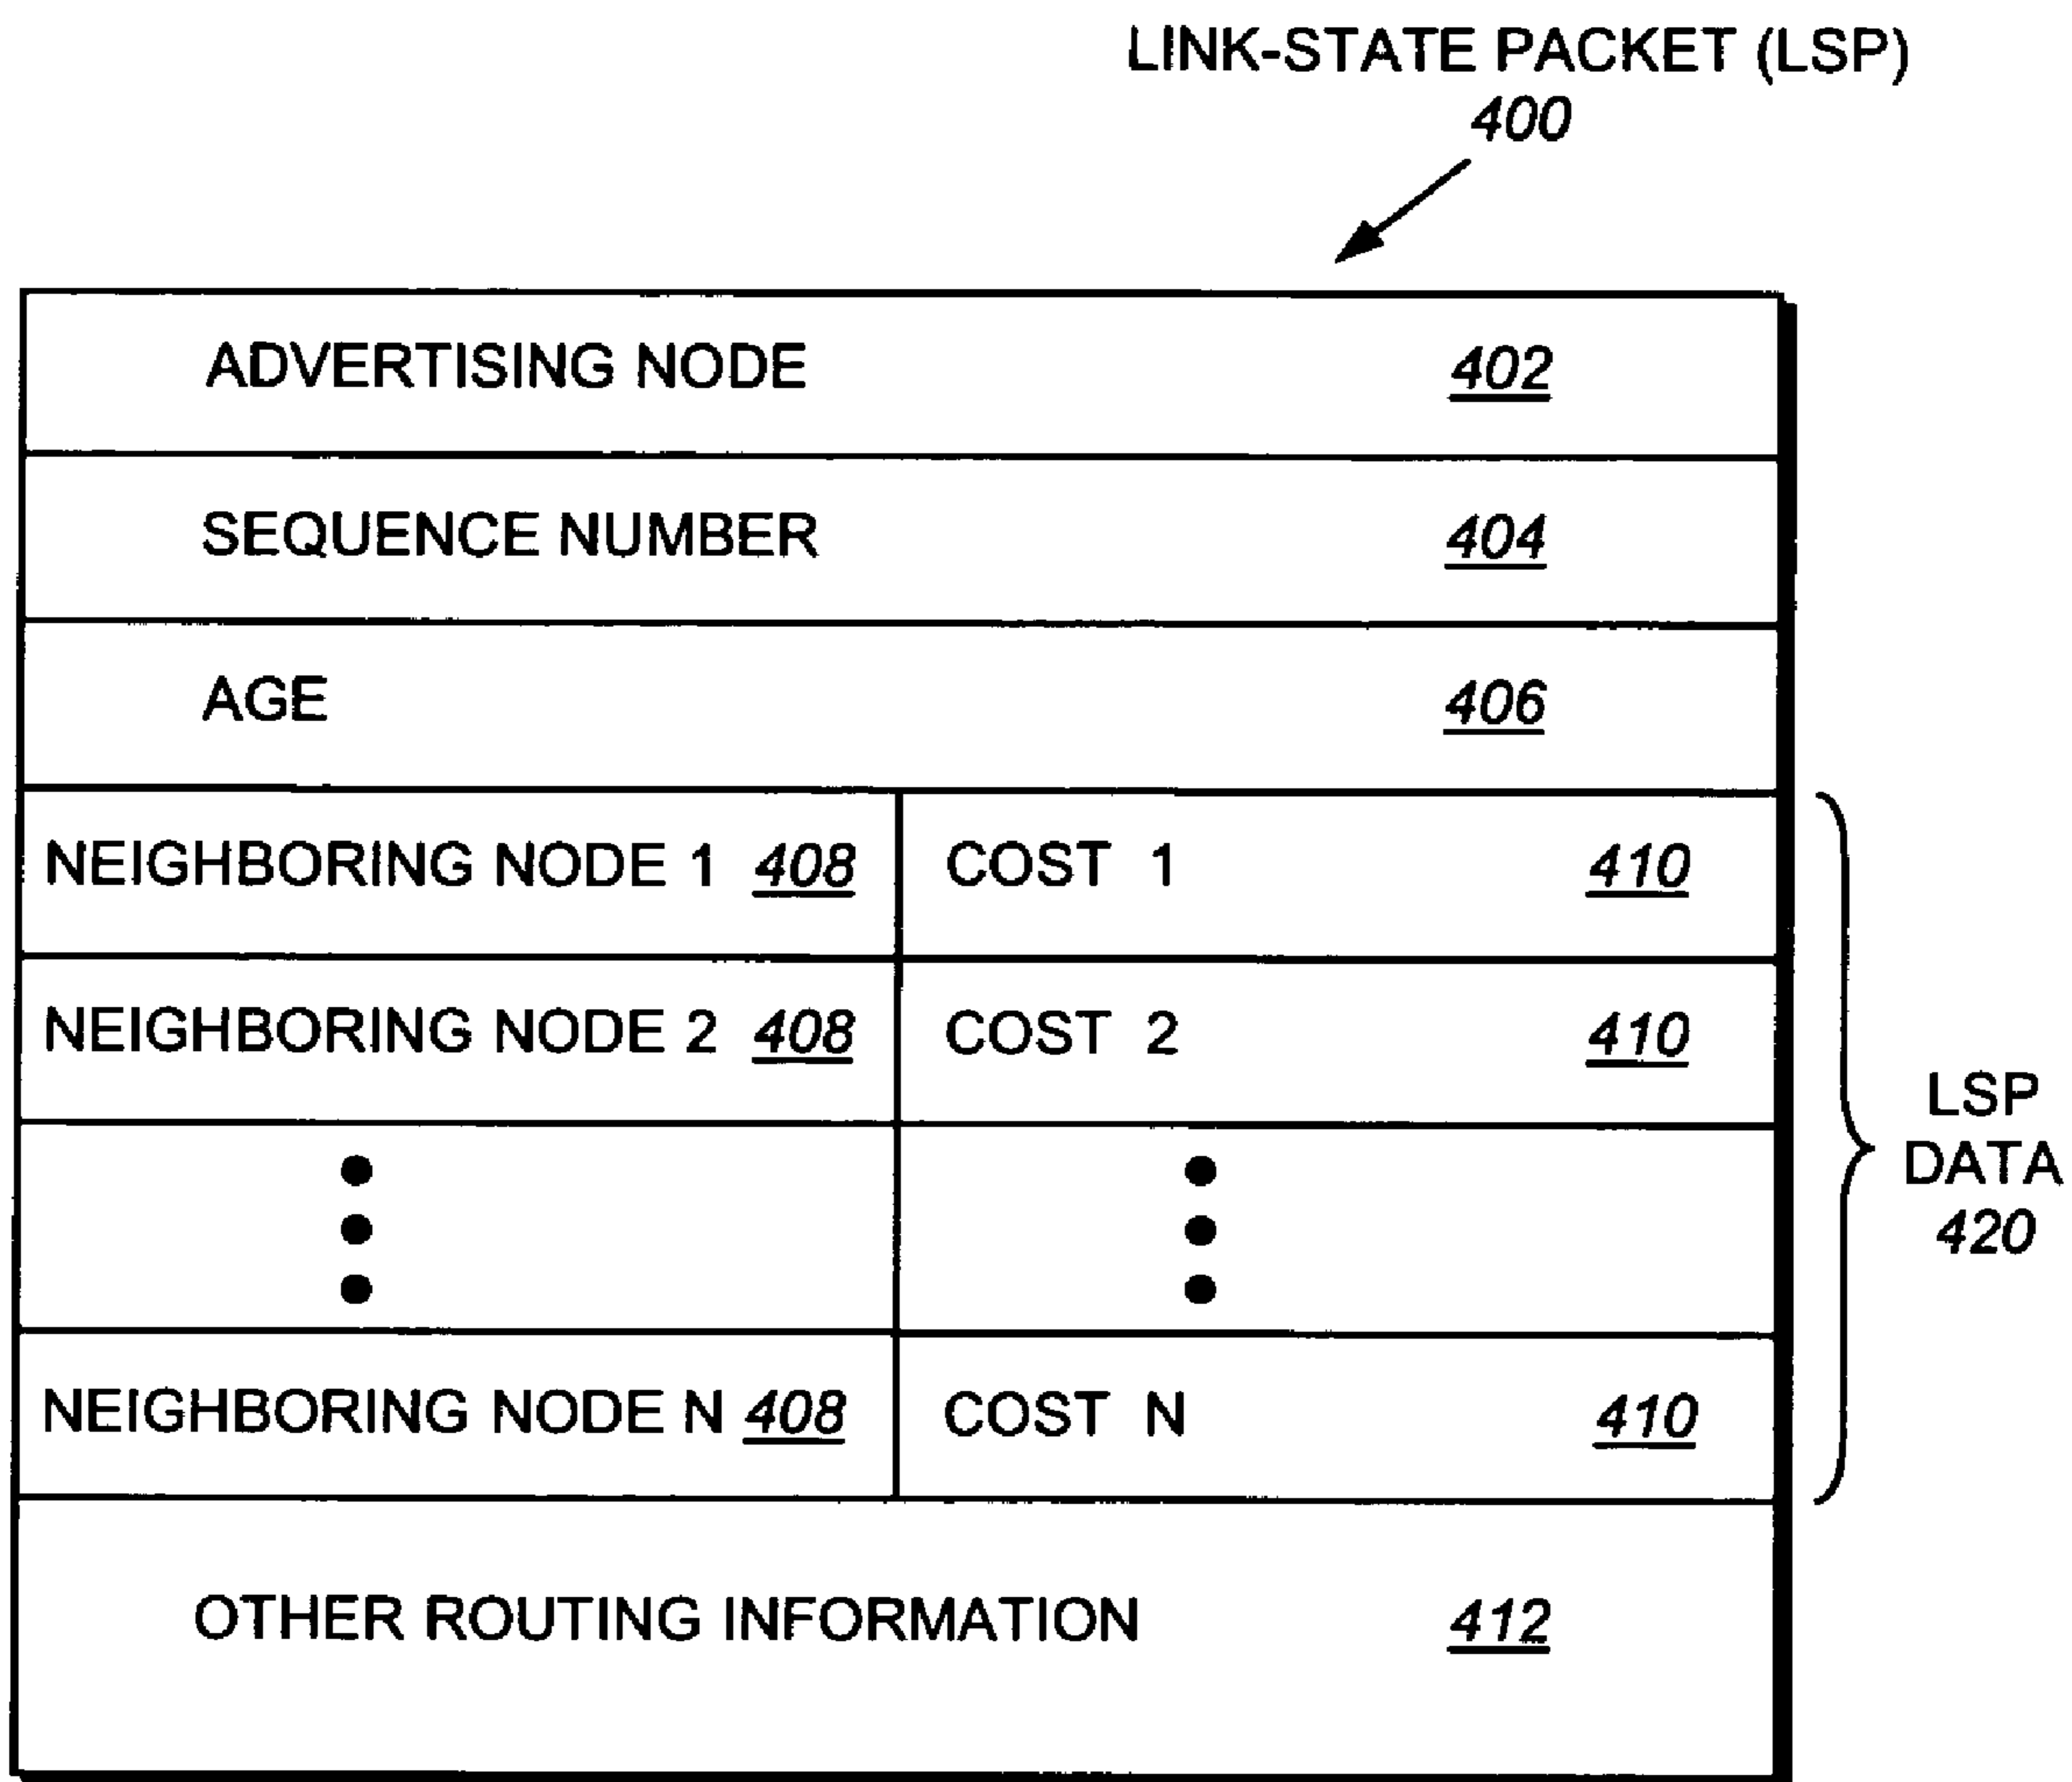 LINK-STATE PACKET (LSP)
400
ADVERTISING NODE 402
SEQUENCE NUMBER 404
AGE 406
NEIGHBORING NODE 1 408 COST 1 410
NEIGHBORING NODE 2 408 COST 2 410
NEIGHBORING NODE N 408 COST N 410
LSP
DATA
420
OTHER ROUTING INFORMATION 412